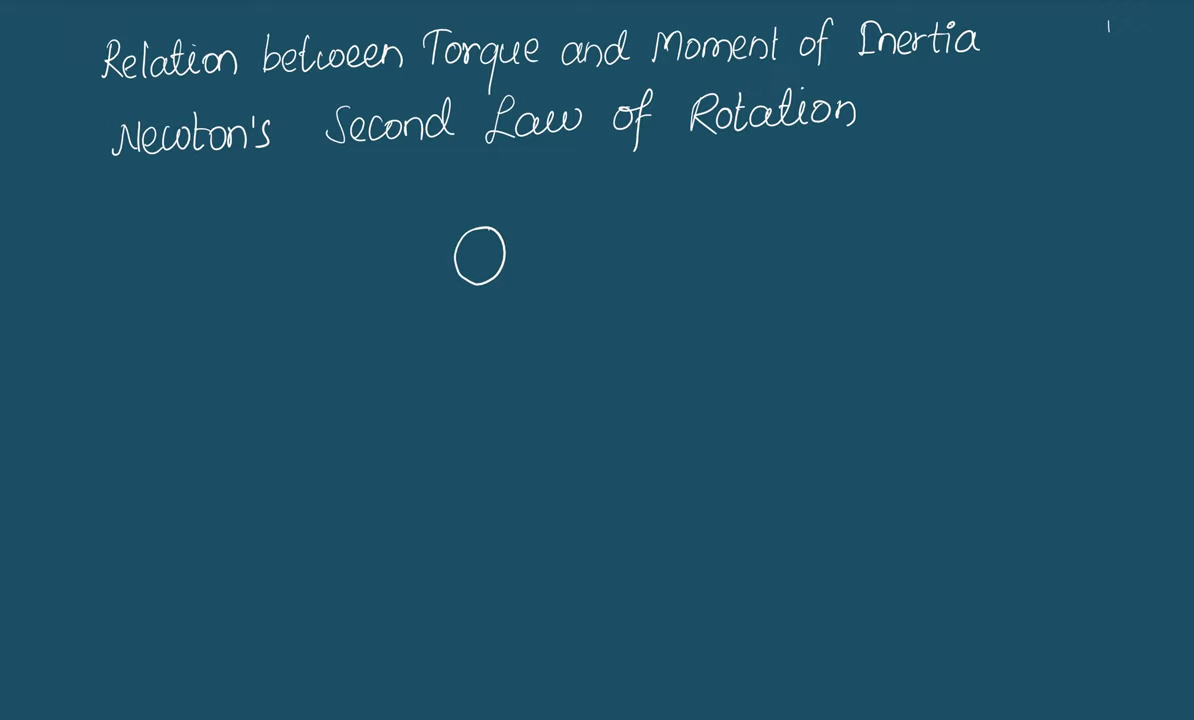 Relation between Torque and Moment of Inertia
Newton's Second Law of Rotation